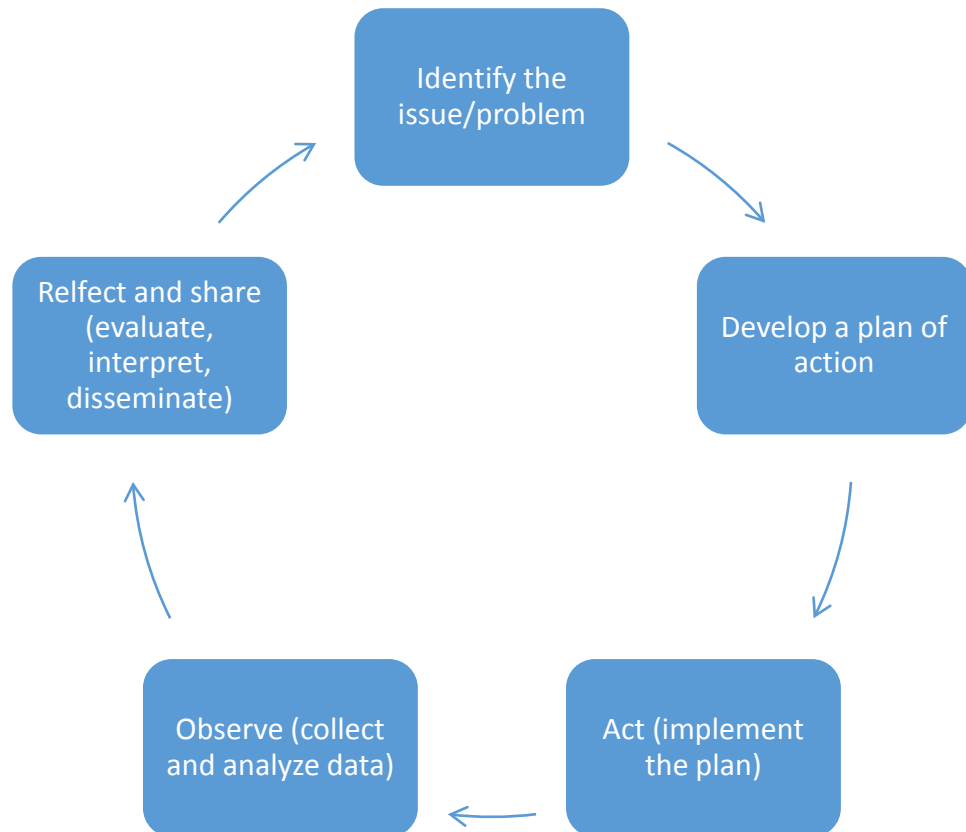 Identify the
issue/problem
Develop a plan of
action
Act (implement
the plan)
Observe (collect
and analyze data)
Relfect and share
(evaluate,
interpret,
disseminate)